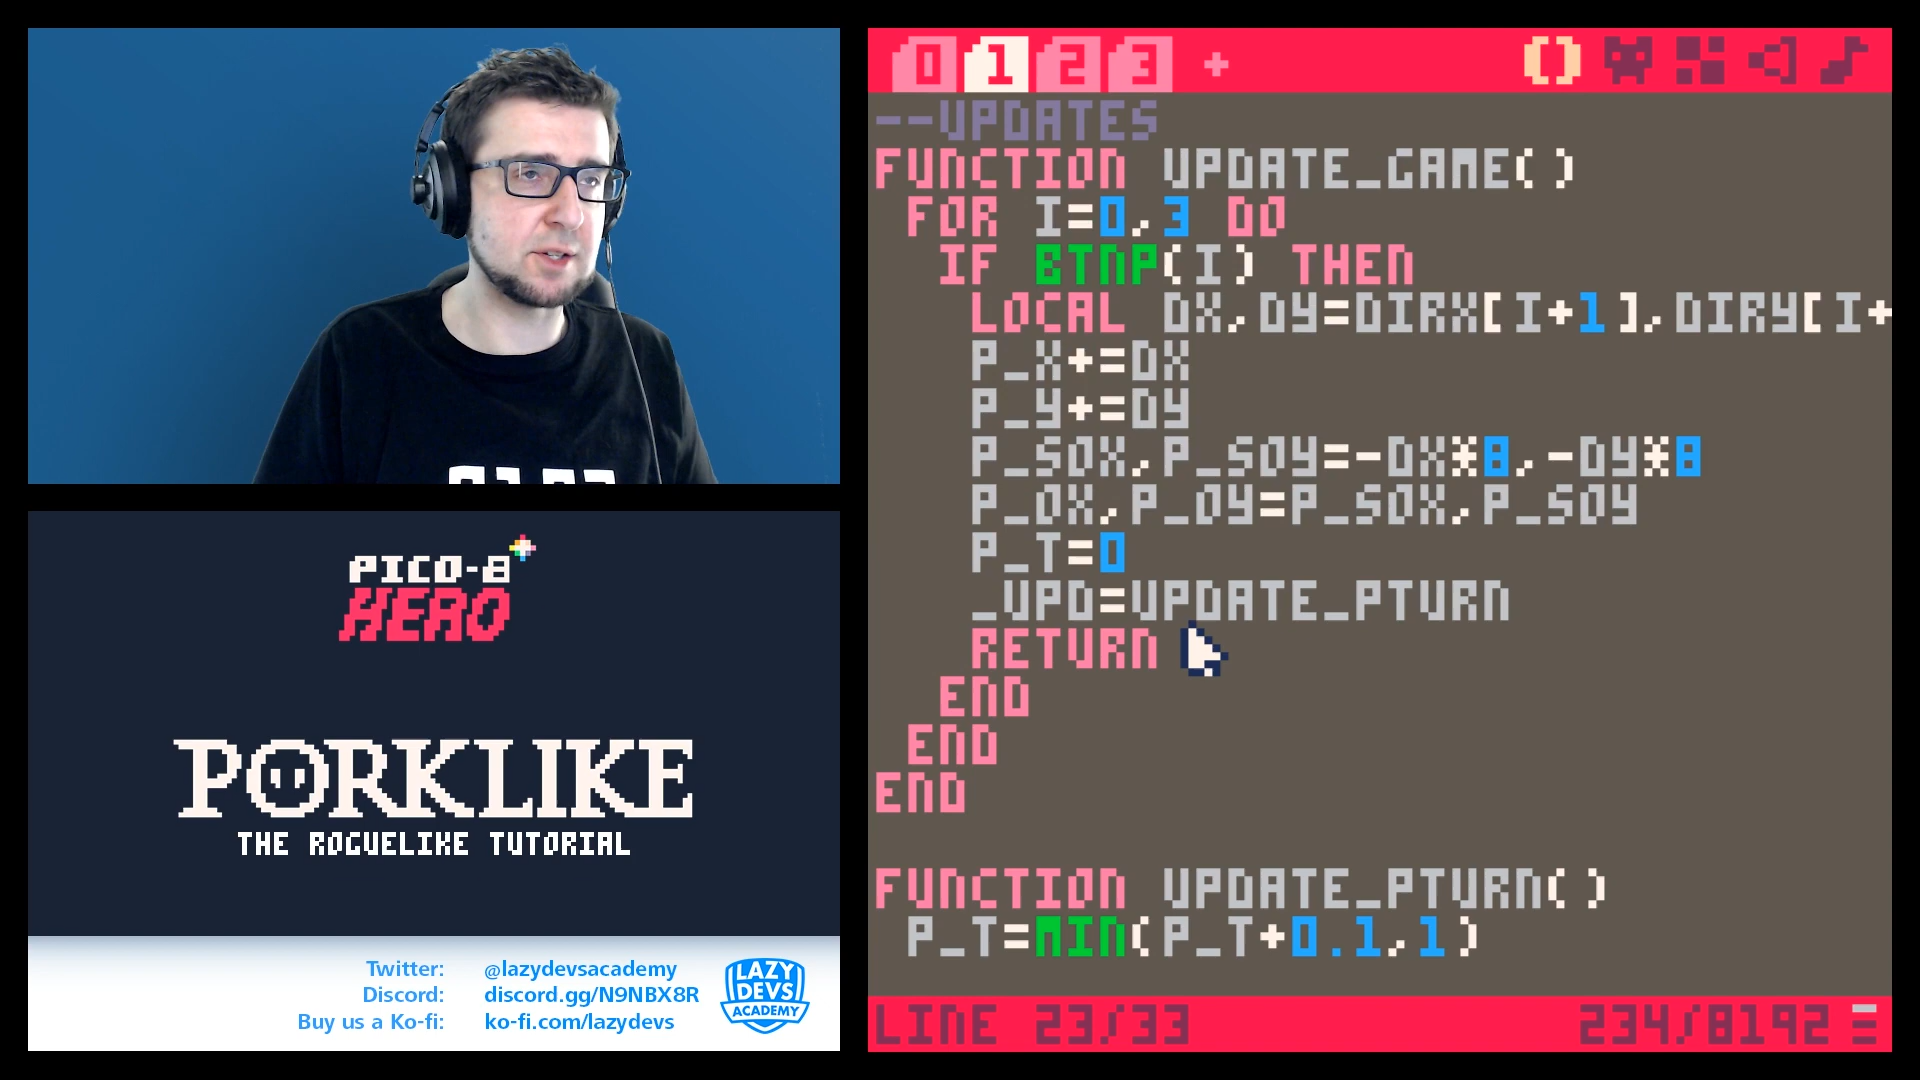 PICO-8
HERO
PORKLIKE
THE ROGUELIKE TUTORIAL
Twitter: @lazydevsacademy
Discord: discord.gg/N9NBX8R
Buy us a Ko-fi: ko-fi.com/lazydevs
LAZY
DEVS
ACADEMY
0 1 2 3 +
--UPDATES
FUNCTION UPDATE_GAME()
FOR I=0,3 DO
IF BTNP(I) THEN
LOCAL DX,DY=DIRX[I+1],DIRY[I+
P_X+=DX
P_Y+=DY
P_SOX,P_SOY=-DX*8,-DY*8
P_OX,P_OY=P_SOX,P_SOY
P_T=0
_UPD=UPDATE_PTURN
RETURN
END
END
END
FUNCTION UPDATE_PTURN()
P_T=MIN(P_T+0.1,1)
LINE 23/33 234/8192